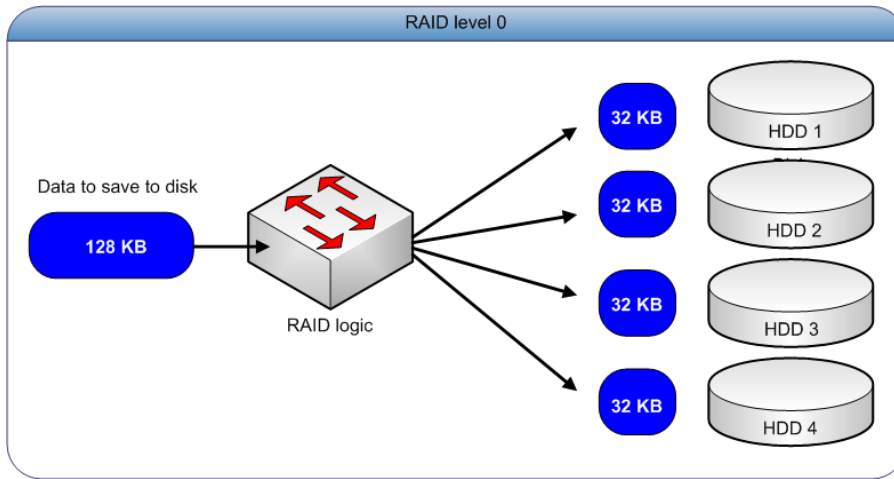 RAID level 0
Data to save to disk
128 KB
RAID logic
32 KB
HDD 1
32 KB
HDD 2
32 KB
HDD 3
32 KB
HDD 4